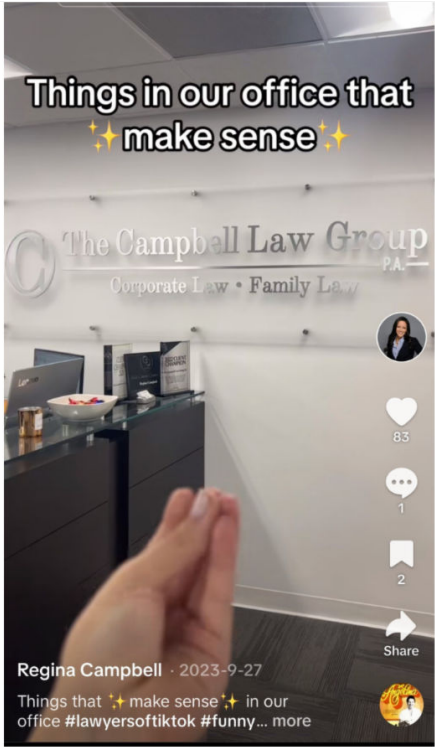 Things in our office that
✨make sense✨
The Campbell Law Group
P.A.
Corporate Law • Family Law
83
1
2
Share
Regina Campbell · 2023-9-27
Things that ✨make sense✨ in our
office #lawyersoftiktok #funny... more